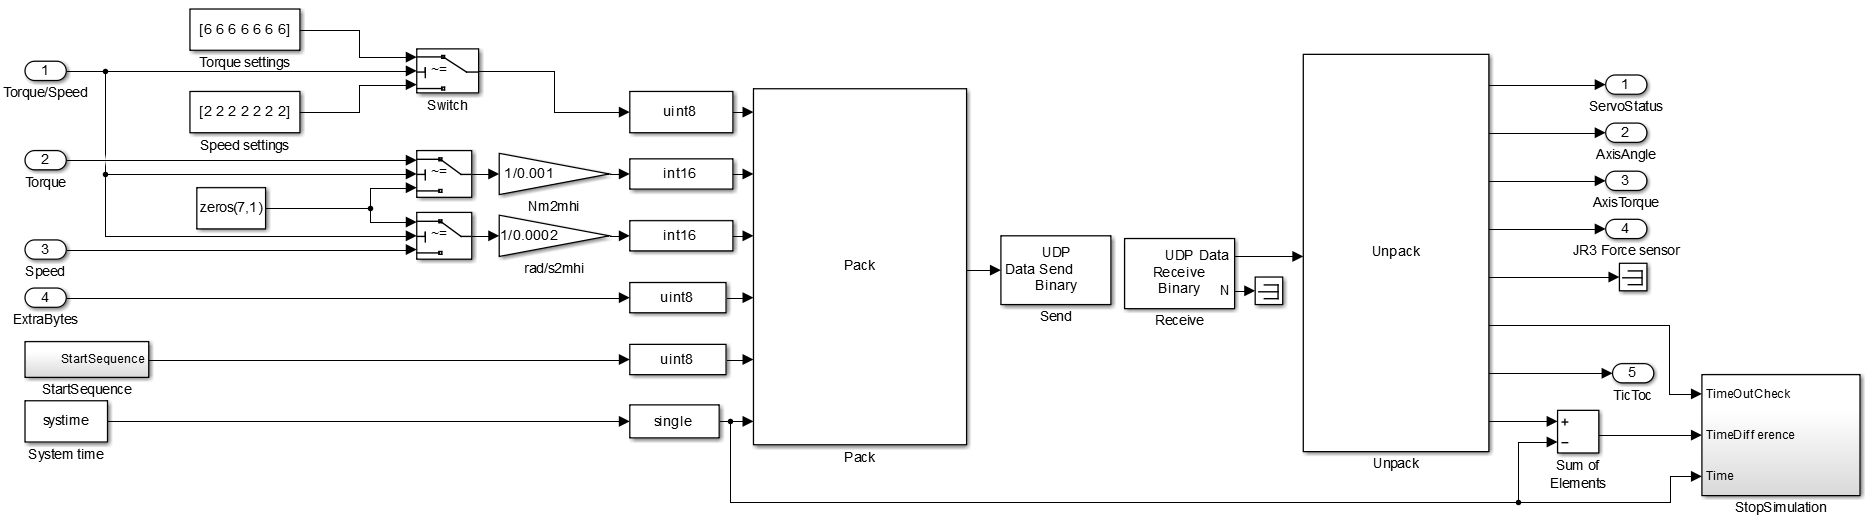 [6 6 6 6 6 6 6]
Torque settings
1
Torque/Speed
~=
Switch
[2 2 2 2 2 2 2]
Speed settings
uint8
2
Torque
~=
1/0.001
Nm2mhi
int16
zeros(7,1)
~=
1/0.0002
rad/s2mhi
int16
3
Speed
4
ExtraBytes
uint8
StartSequence
StartSequence
uint8
systime
System time
single
Pack
Pack
UDP
Data Send
Binary
Send
UDP Data
Receive
Binary
N
Receive
Unpack
Unpack
1
ServoStatus
2
AxisAngle
3
AxisTorque
4
JR3 Force sensor
5
TicToc
+
−
Sum of
Elements
TimeOutCheck
TimeDifference
Time
StopSimulation